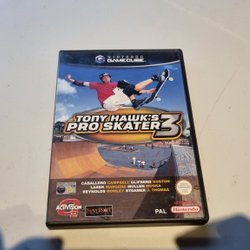 NINTENDO
GAMECUBE
TONY HAWK'S
PRO SKATER 3
CABALLERO CAMPBELL GLIFBERG KOSTON
LASEK MARGERA MULLEN MUSKA
REYNOLDS ROWLEY STEAMER & THOMAS
ACTIVISION
NEVERSOFT
PAL
Nintendo